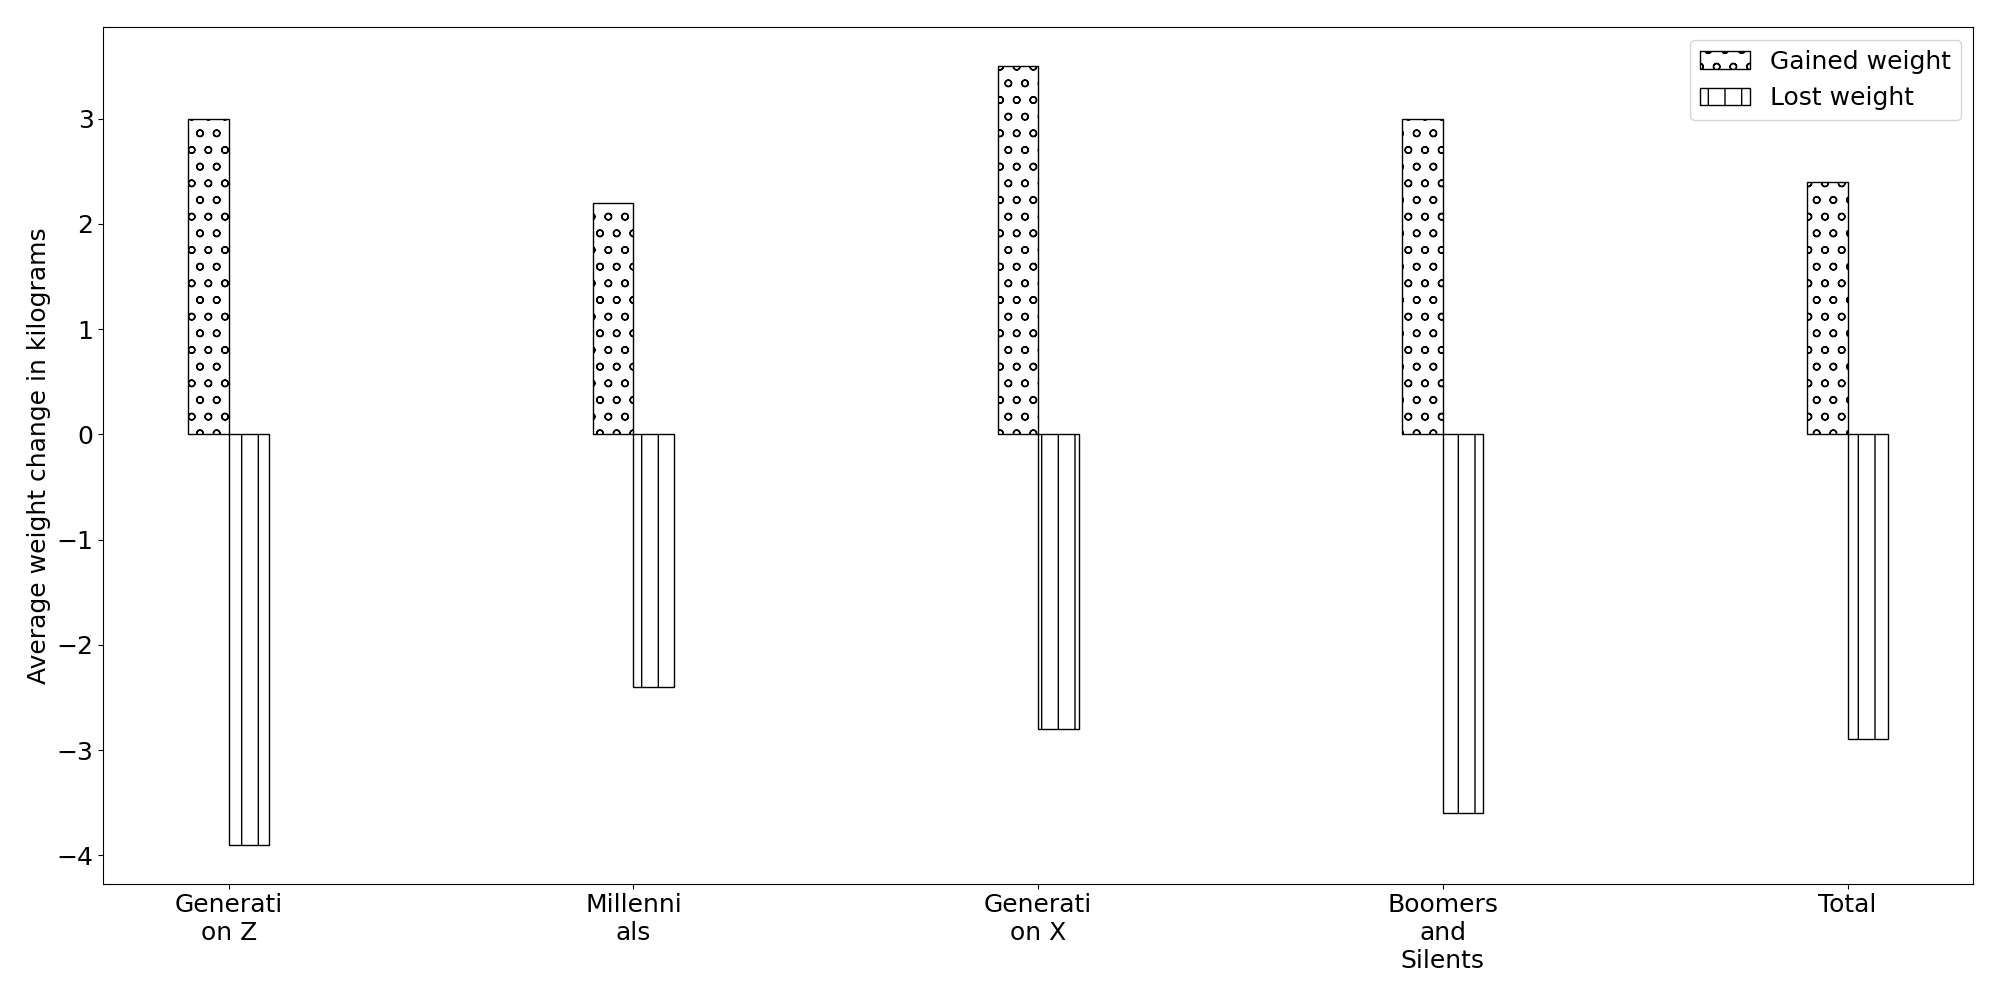 Gained weight
Lost weight
Average weight change in kilograms
3
2
1
0
−1
−2
−3
−4
Generati
on Z
Millenni
als
Generati
on X
Boomers
and
Silents
Total